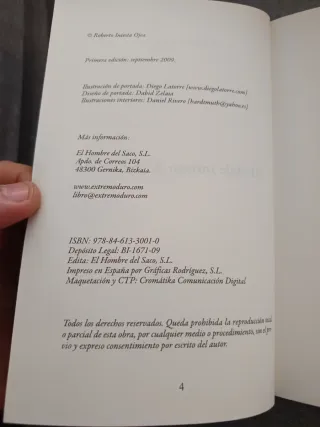 © Roberto Iniesta Ojea
Primera edición: septiembre 2009.
Ilustración de portada: Diego Latorre [www.diegolatorre.com]
Diseño de portada: Dabid Zalaia
Ilustraciones interiores: Daniel Rivero [hardsmuth@yahoo.es]
Más información:
El Hombre del Saco, S.L.
Apdo. de Correos 104
48300 Gernika, Bizkaia.
www.extremoduro.com
libro@extremoduro.com
ISBN: 978-84-613-3001-0
Depósito Legal: BI-1671-09
Edita: El Hombre del Saco, S.L.
Impreso en España por Gráficas Rodríguez, S.L.
Maquetación y CTP: Cromátika Comunicación Digital
Todos los derechos reservados. Queda prohibida la reproducción total
o parcial de esta obra, por cualquier medio o procedimiento, sin el pre-
vio y expreso consentimiento por escrito del autor.
4